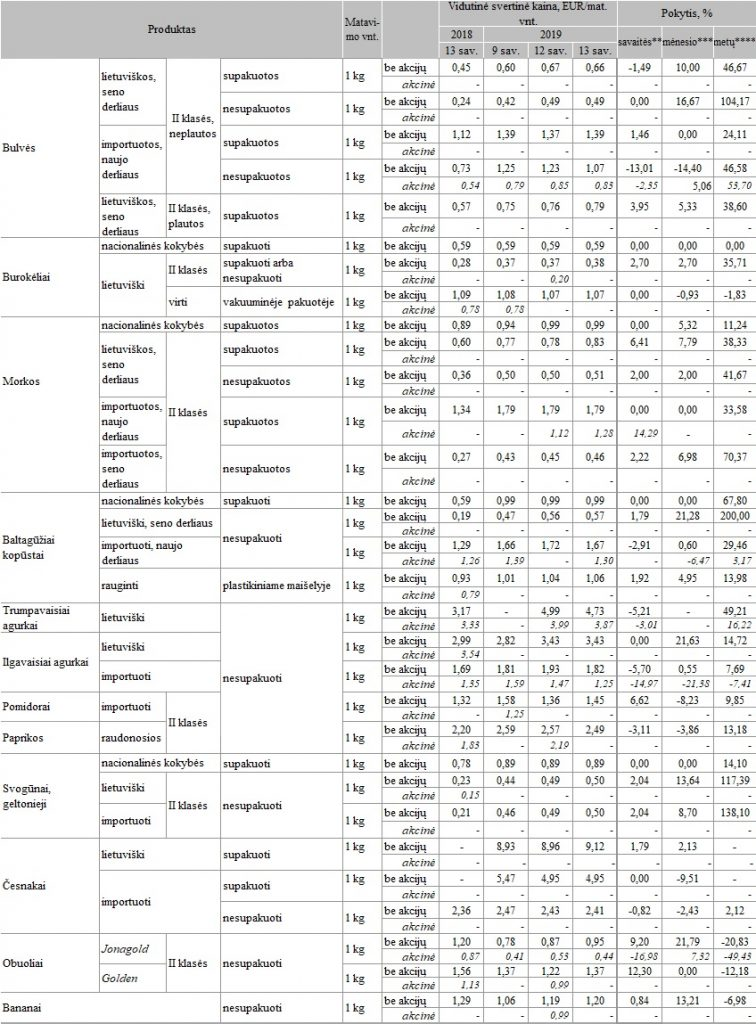 Produktas Matavi- Vidutinė svertinė kaina, EUR/mat. Pokytis, %
mo vnt. vnt.
2018 2019 savaitės** mėnesio*** metų****
13 sav. 9 sav. 12 sav. 13 sav.
Bulvės lietuviškos, seno derliaus II klasės, neplautos supakuotos 1 kg be akcijų 0,45 0,60 0,67 0,66 -1,49 10,00 46,67
akcinė - - - - - - -
nesupakuotos 1 kg be akcijų 0,24 0,42 0,49 0,49 0,00 16,67 104,17
akcinė - - - - - - -
importuotos, naujo derliaus supakuotos 1 kg be akcijų 1,12 1,39 1,37 1,39 1,46 0,00 24,11
akcinė - - - - - - -
nesupakuotos 1 kg be akcijų 0,73 1,25 1,23 1,07 -13,01 -14,40 46,58
akcinė 0,54 0,79 0,85 0,83 -2,35 5,06 53,70
lietuviškos, seno derliaus II klasės, plautos supakuotos 1 kg be akcijų 0,57 0,75 0,76 0,79 3,95 5,33 38,60
akcinė - - - - - - -
Burokėliai nacionalinės kokybės supakuoti 1 kg be akcijų 0,59 0,59 0,59 0,59 0,00 0,00 0,00
lietuviški II klasės supakuoti arba nesupakuoti 1 kg be akcijų 0,28 0,37 0,37 0,38 2,70 2,70 35,71
akcinė - - 0,20 - - - -
virti vakuuminėje pakuotėje 1 kg be akcijų 1,09 1,08 1,07 1,07 0,00 -0,93 -1,83
akcinė 0,78 0,78 - - - - -
Morkos nacionalinės kokybės supakuotos 1 kg be akcijų 0,89 0,94 0,99 0,99 0,00 5,32 11,24
lietuviškos, seno derliaus II klasės supakuotos 1 kg be akcijų 0,60 0,77 0,78 0,83 6,41 7,79 38,33
akcinė - - - - - - -
nesupakuotos 1 kg be akcijų 0,36 0,50 0,50 0,51 2,00 2,00 41,67
akcinė - - - - - - -
importuotos, naujo derliaus supakuotos 1 kg be akcijų 1,34 1,79 1,79 1,79 0,00 0,00 33,58
akcinė - - 1,12 1,28 14,29 - -
importuotos, seno derliaus nesupakuotos 1 kg be akcijų 0,27 0,43 0,45 0,46 2,22 6,98 70,37
akcinė - - - - - - -
Baltagūžiai kopūstai nacionalinės kokybės supakuoti 1 kg be akcijų 0,59 0,99 0,99 0,99 0,00 0,00 67,80
lietuviški, seno derliaus nesupakuoti 1 kg be akcijų 0,19 0,47 0,56 0,57 1,79 21,28 200,00
akcinė - - - - - - -
importuoti, naujo derliaus 1 kg be akcijų 1,29 1,66 1,72 1,67 -2,91 0,60 29,46
akcinė 1,26 1,39 - 1,30 - -6,47 3,17
rauginti plastikiniame maišelyje 1 kg be akcijų 0,93 1,01 1,04 1,06 1,92 4,95 13,98
akcinė 0,79 - - - - - -
Trumpavaisiai agurkai lietuviški nesupakuoti 1 kg be akcijų 3,17 - 4,99 4,73 -5,21 - 49,21
akcinė 3,33 - 3,99 3,87 -3,01 - 16,22
Ilgavaisiai agurkai lietuviški 1 kg be akcijų 2,99 2,82 3,43 3,43 0,00 21,63 14,72
akcinė 3,54 - - - - - -
importuoti 1 kg be akcijų 1,69 1,81 1,93 1,82 -5,70 0,55 7,69
akcinė 1,35 1,59 1,47 1,25 -14,97 -21,38 -7,41
Pomidorai importuoti II klasės 1 kg be akcijų 1,32 1,58 1,36 1,45 6,62 -8,23 9,85
akcinė - 1,25 - - - - -
Paprikos raudonosios 1 kg be akcijų 2,20 2,59 2,57 2,49 -3,11 -3,86 13,18
akcinė 1,83 - 2,19 - - - -
Svogūnai, geltonieji nacionalinės kokybės supakuoti 1 kg be akcijų 0,78 0,89 0,89 0,89 0,00 0,00 14,10
lietuviški II klasės nesupakuoti 1 kg be akcijų 0,23 0,44 0,49 0,50 2,04 13,64 117,39
akcinė 0,15 - - - - - -
importuoti 1 kg be akcijų 0,21 0,46 0,49 0,50 2,04 8,70 138,10
akcinė - - - - - - -
Česnakai lietuviški supakuoti 1 kg be akcijų - 8,93 8,96 9,12 1,79 2,13 -
akcinė - - - - - - -
importuoti supakuoti 1 kg be akcijų - 5,47 4,95 4,95 0,00 -9,51 -
akcinė - - - - - - -
nesupakuoti 1 kg be akcijų 2,36 2,47 2,43 2,41 -0,82 -2,43 2,12
akcinė - - - - - - -
Obuoliai Jonagold II klasės nesupakuoti 1 kg be akcijų 1,20 0,78 0,87 0,95 9,20 21,79 -20,83
akcinė 0,87 0,41 0,53 0,44 -16,98 7,32 -49,43
Golden 1 kg be akcijų 1,56 1,37 1,22 1,37 12,30 0,00 -12,18
akcinė 1,13 - 0,99 - - - -
Bananai nesupakuoti 1 kg be akcijų 1,29 1,06 1,19 1,20 0,84 13,21 -6,98
akcinė - - 0,99 - - - -